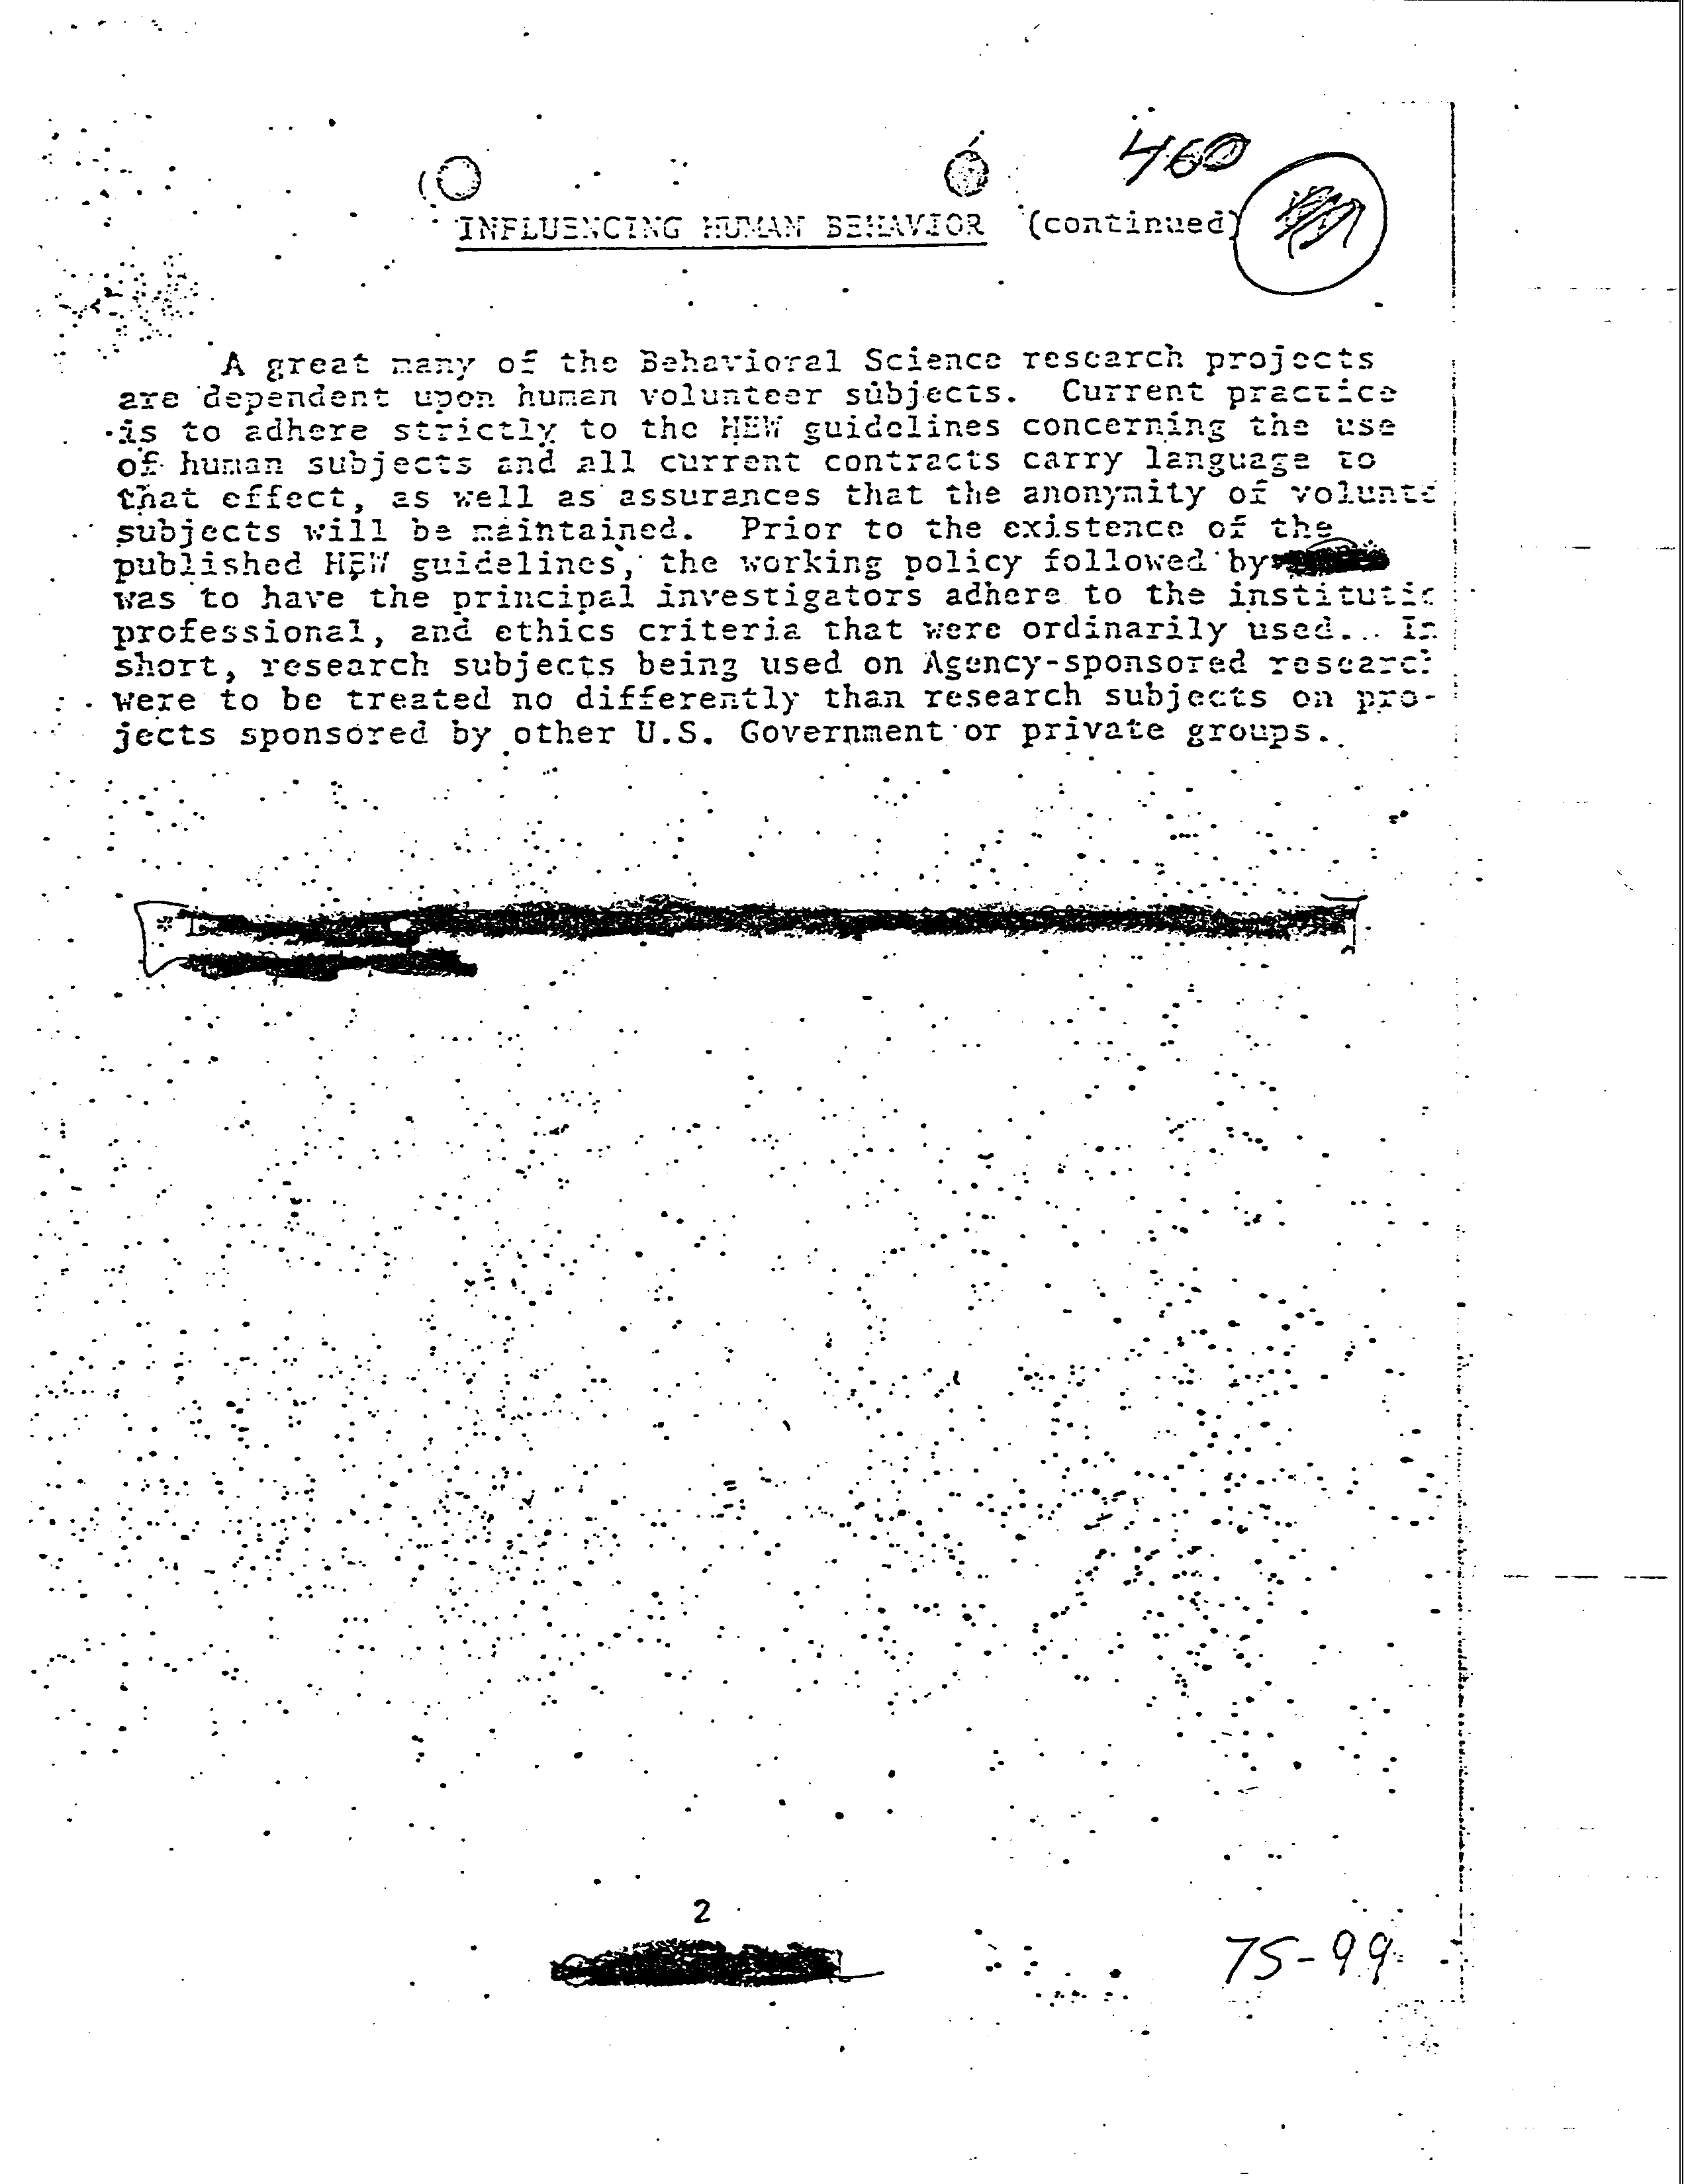 460
INFLUENCING HUMAN BEHAVIOR (continued)
A great many of the Behavioral Science research projects
are dependent upon human volunteer subjects. Current practice
is to adhere strictly to the HEW guidelines concerning the use
of human subjects and all current contracts carry language to
that effect, as well as assurances that the anonymity of volunte
subjects will be maintained. Prior to the existence of the
published HEW guidelines, the working policy followed by
was to have the principal investigators adhere to the institutio
professional, and ethics criteria that were ordinarily used. In
short, research subjects being used on Agency-sponsored research
were to be treated no differently than research subjects on pro-
jects sponsored by other U.S. Government or private groups.
*
2
75-99